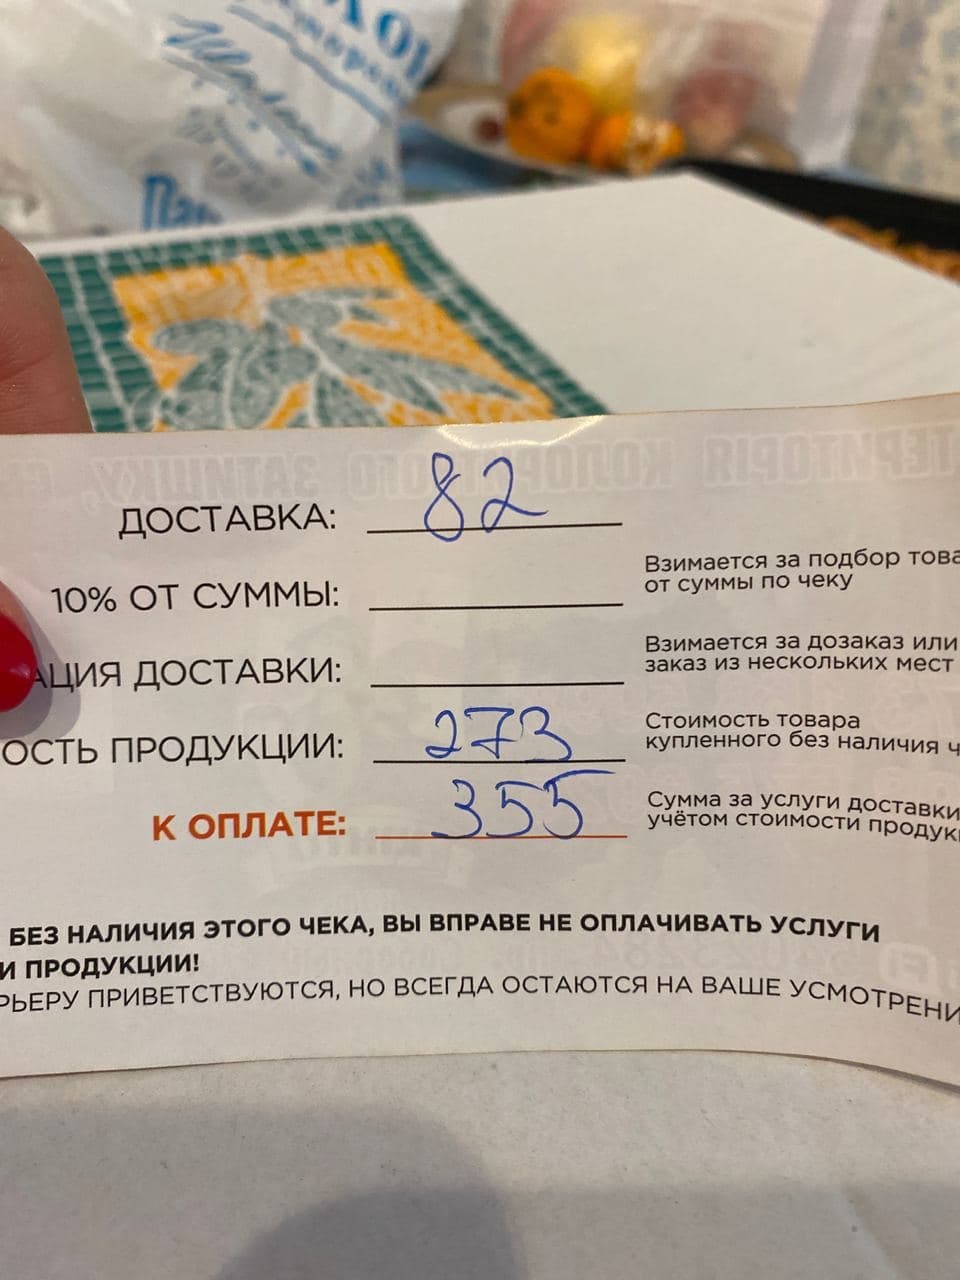 ДОСТАВКА: 82
Взимается за подбор това
от суммы по чеку
10% ОТ СУММЫ:
Взимается за дозаказ или
заказ из нескольких мест
АЦИЯ ДОСТАВКИ:
Стоимость товара
купленного без наличия ч
ОСТЬ ПРОДУКЦИИ: 273
Сумма за услуги доставки
учётом стоимости продук
К ОПЛАТЕ: 355
БЕЗ НАЛИЧИЯ ЭТОГО ЧЕКА, ВЫ ВПРАВЕ НЕ ОПЛАЧИВАТЬ УСЛУГИ
И ПРОДУКЦИИ!
РЬЕРУ ПРИВЕТСТВУЮТСЯ, НО ВСЕГДА ОСТАЮТСЯ НА ВАШЕ УСМОТРЕНИ